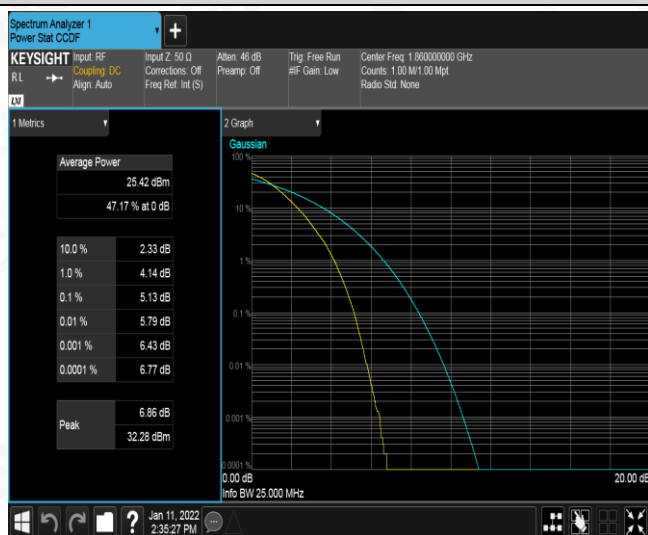 Spectrum Analyzer 1
Power Stat CCDF
+
KEYSIGHT
RL
LXI
Input: RF
Coupling: DC
Align: Auto
Input Z: 50 Ω
Corrections: Off
Freq Ref: Int (S)
Atten: 46 dB
Preamp: Off
Trig: Free Run
#IF Gain: Low
Center Freq: 1.860000000 GHz
Counts: 1.00 M/1.00 Mpt
Radio Std: None
1 Metrics
Average Power
25.42 dBm
47.17 % at 0 dB
10.0 % 2.33 dB
1.0 % 4.14 dB
0.1 % 5.13 dB
0.01 % 5.79 dB
0.001 % 6.43 dB
0.0001 % 6.77 dB
Peak
6.86 dB
32.28 dBm
2 Graph
Gaussian
100 %
10 %
1 %
0.1 %
0.01 %
0.001 %
0.0001 %
0.00 dB 20.00 dB
Info BW 25.000 MHz
?
Jan 11, 2022
2:35:27 PM